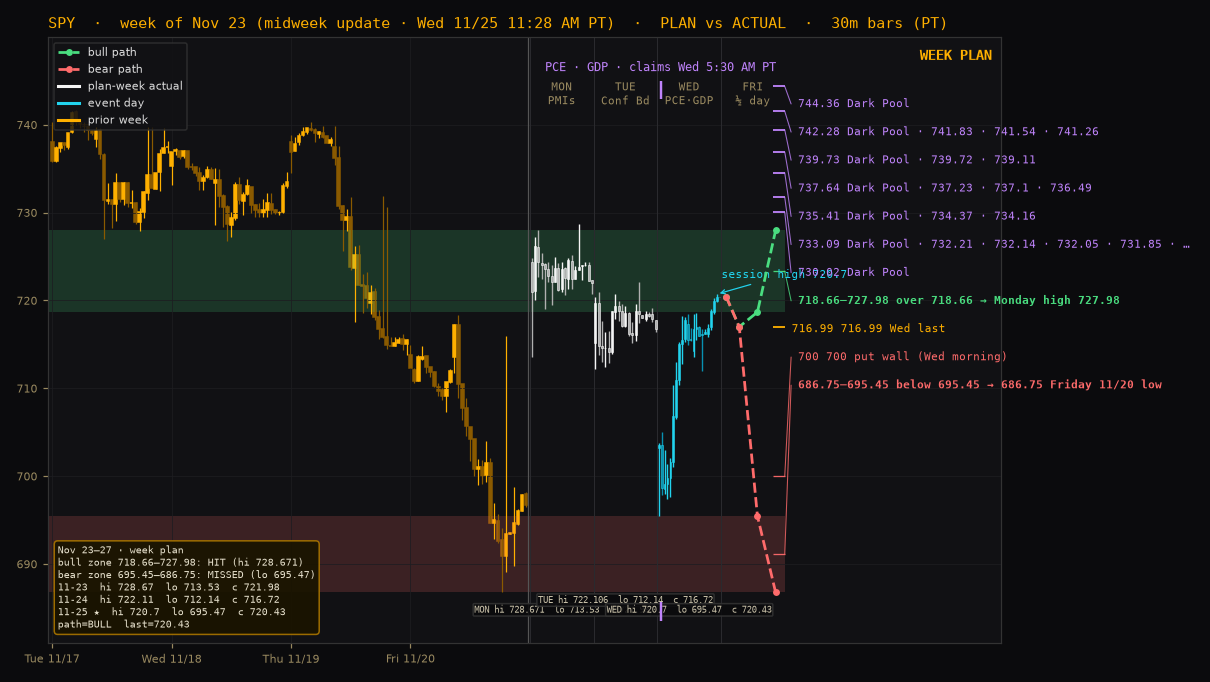 SPY · week of Nov 23 (midweek update · Wed 11/25 11:28 AM PT) · PLAN vs ACTUAL · 30m bars (PT)
WEEK PLAN
bull path
bear path
plan-week actual
event day
prior week
PCE · GDP · claims Wed 5:30 AM PT
MON TUE WED FRI
PMIs Conf Bd PCE·GDP ½ day
744.36 Dark Pool
742.28 Dark Pool · 741.83 · 741.54 · 741.26
739.73 Dark Pool · 739.72 · 739.11
737.64 Dark Pool · 737.23 · 737.1 · 736.49
735.41 Dark Pool · 734.37 · 734.16
733.09 Dark Pool · 732.21 · 732.14 · 732.05 · 731.85 · …
730.02 Dark Pool
session high 720.7
718.66–727.98 over 718.66 → Monday high 727.98
716.99 716.99 Wed last
700 700 put wall (Wed morning)
686.75–695.45 below 695.45 → 686.75 Friday 11/20 low
740
730
720
710
700
690
Nov 23–27 · week plan
bull zone 718.66–727.98: HIT (hi 728.671)
bear zone 695.45–686.75: MISSED (lo 695.47)
11-23 hi 728.67 lo 713.53 c 721.98
11-24 hi 722.11 lo 712.14 c 716.72
11-25 ★ hi 720.7 lo 695.47 c 720.43
path=BULL last=720.43
TUE hi 722.106 lo 712.14 c 716.72
MON hi 728.671 lo 713.53
WED hi 720.7 lo 695.47 c 720.43
Tue 11/17 Wed 11/18 Thu 11/19 Fri 11/20